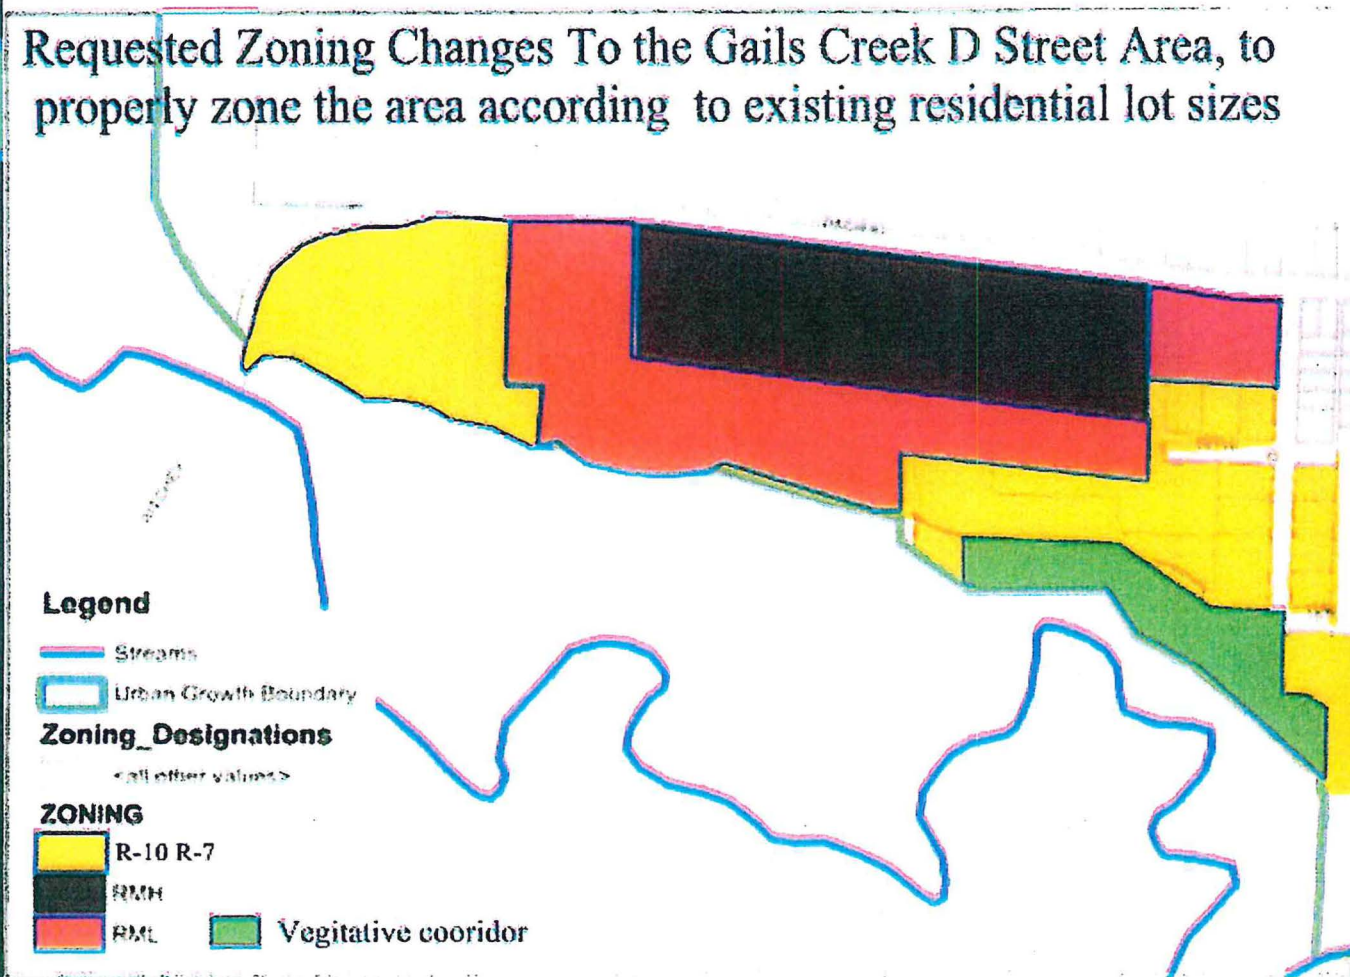 Requested Zoning Changes To the Gails Creek D Street Area, to
properly zone the area according to existing residential lot sizes
Legend
Streams
Urban Growth Boundary
Zoning_Designations
<all other values>
ZONING
R-10 R-7
RMH
RML
Vegitative cooridor